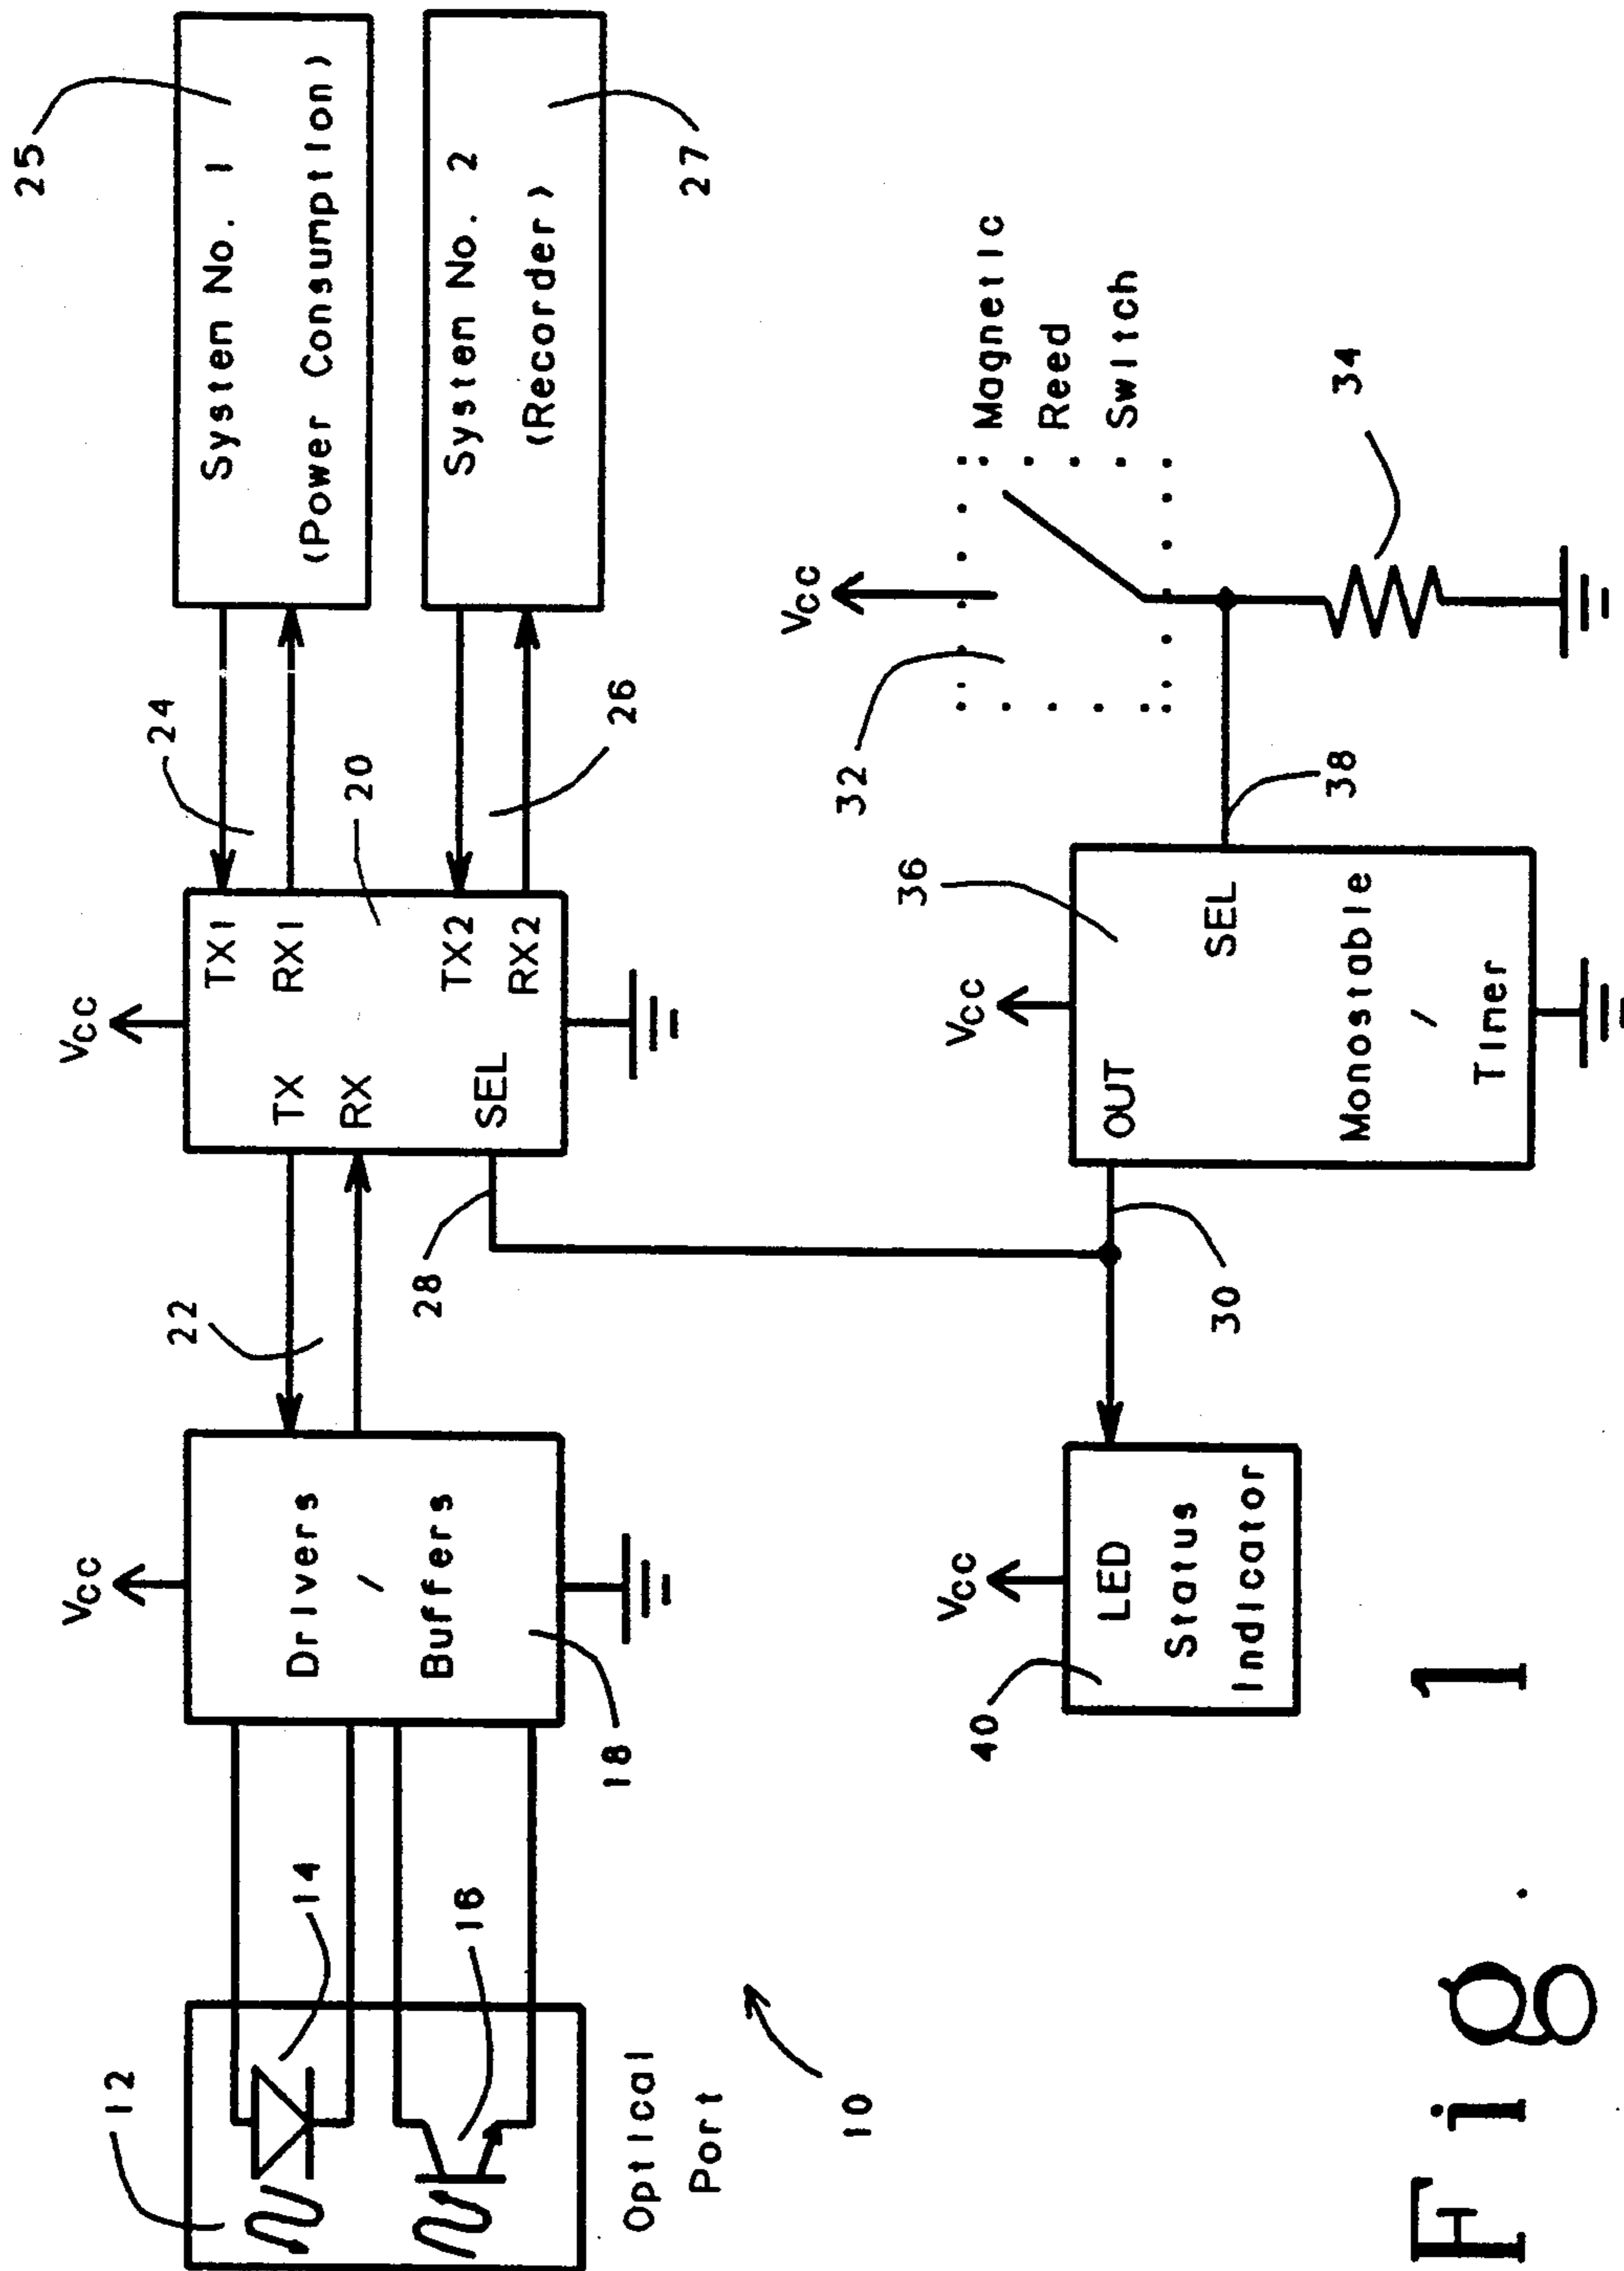 25
System No. 1
(Power Consumption)
System No. 2
(Recorder)
27
24
26
20
Vcc
TX1
RX1
TX2
RX2
TX
RX
SEL
22
28
Vcc
Drivers
/
Buffers
18
12
14
16
Optical
Port
10
Vcc
32
Magnetic
Reed
Switch
34
38
36
Vcc
OUT
SEL
Monostable
/
Timer
30
Vcc
LED
Status
Indicator
40
Fig. 1